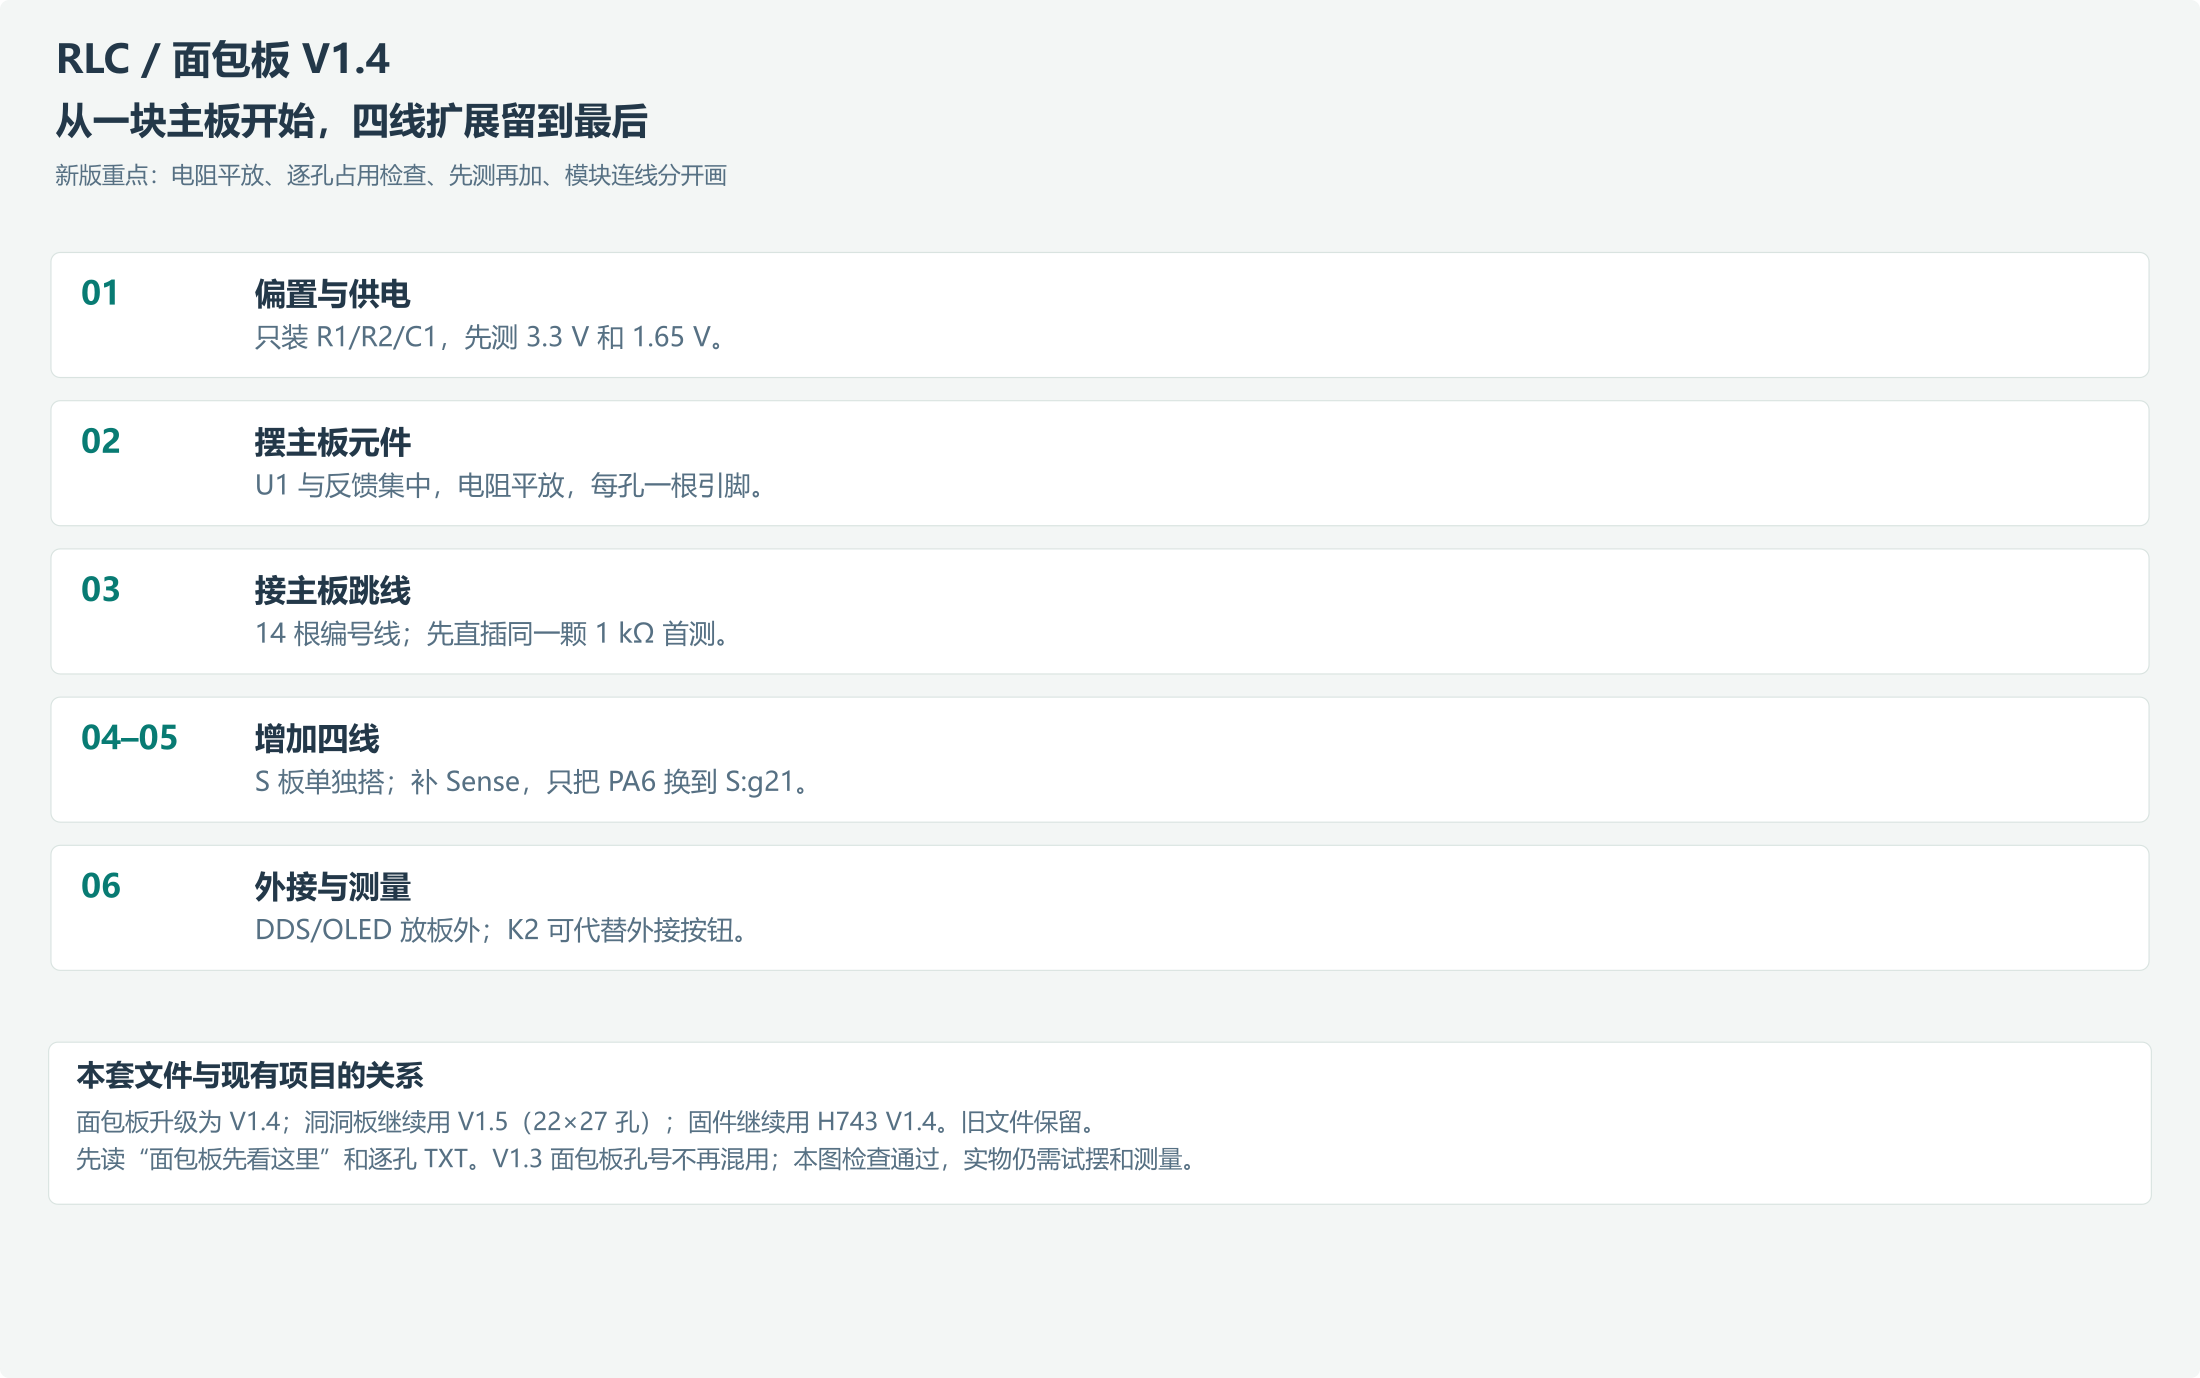 RLC / 面包板 V1.4
从一块主板开始，四线扩展留到最后
新版重点：电阻平放、逐孔占用检查、先测再加、模块连线分开画
01
偏置与供电
只装 R1/R2/C1，先测 3.3 V 和 1.65 V。
02
摆主板元件
U1 与反馈集中，电阻平放，每孔一根引脚。
03
接主板跳线
14 根编号线；先直插同一颗 1 kΩ 首测。
04–05
增加四线
S 板单独搭；补 Sense，只把 PA6 换到 S:g21。
06
外接与测量
DDS/OLED 放板外；K2 可代替外接按钮。
本套文件与现有项目的关系
面包板升级为 V1.4；洞洞板继续用 V1.5（22×27 孔）；固件继续用 H743 V1.4。旧文件保留。
先读“面包板先看这里”和逐孔 TXT。V1.3 面包板孔号不再混用；本图检查通过，实物仍需试摆和测量。